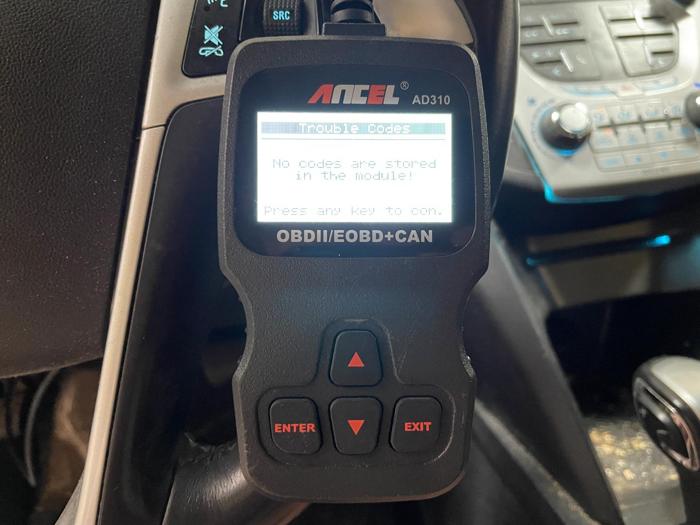 SRC
ANCEL®
AD310
Trouble Codes
No codes are stored
in the module!
Press any key to con.
OBDII/EOBD+CAN
ENTER
EXIT